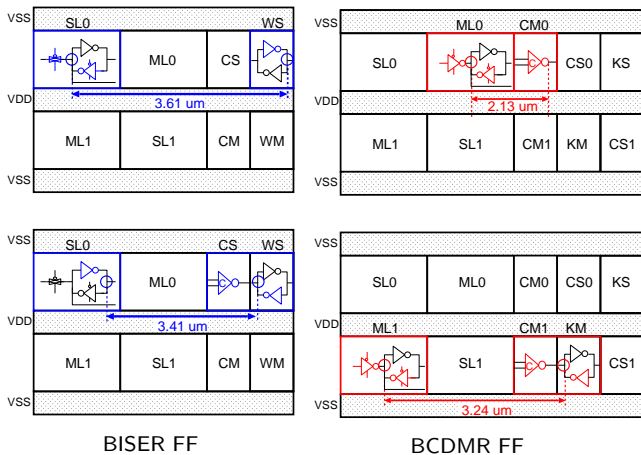 VSS
SL0
WS
ML0
CS
VDD
3.61 um
ML1
SL1
CM
WM
VSS
VSS
ML0
CM0
SL0
C
CS0
KS
VDD
2.13 um
ML1
SL1
CM1
KM
CS1
VSS
VSS
SL0
CS
WS
ML0
C
VDD
3.41 um
ML1
SL1
CM
WM
VSS
BISER FF
VSS
SL0
ML0
CM0
CS0
KS
VDD
ML1
CM1
KM
SL1
C
CS1
VSS
3.24 um
BCDMR FF